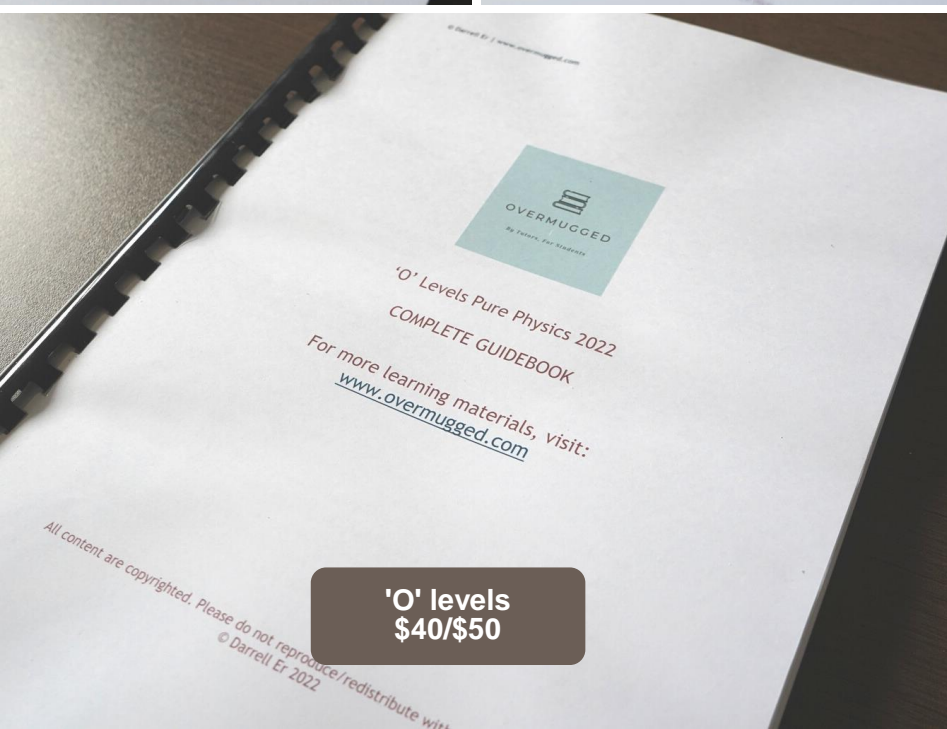 © Darrell Er | www.overmugged.com
OVERMUGGED
By Tutors, For Students
'O' Levels Pure Physics 2022
COMPLETE GUIDEBOOK
For more learning materials, visit:
www.overmugged.com
All content are copyrighted. Please do not reproduce/redistribute
© Darrell Er 2022
'O' levels
$40/$50